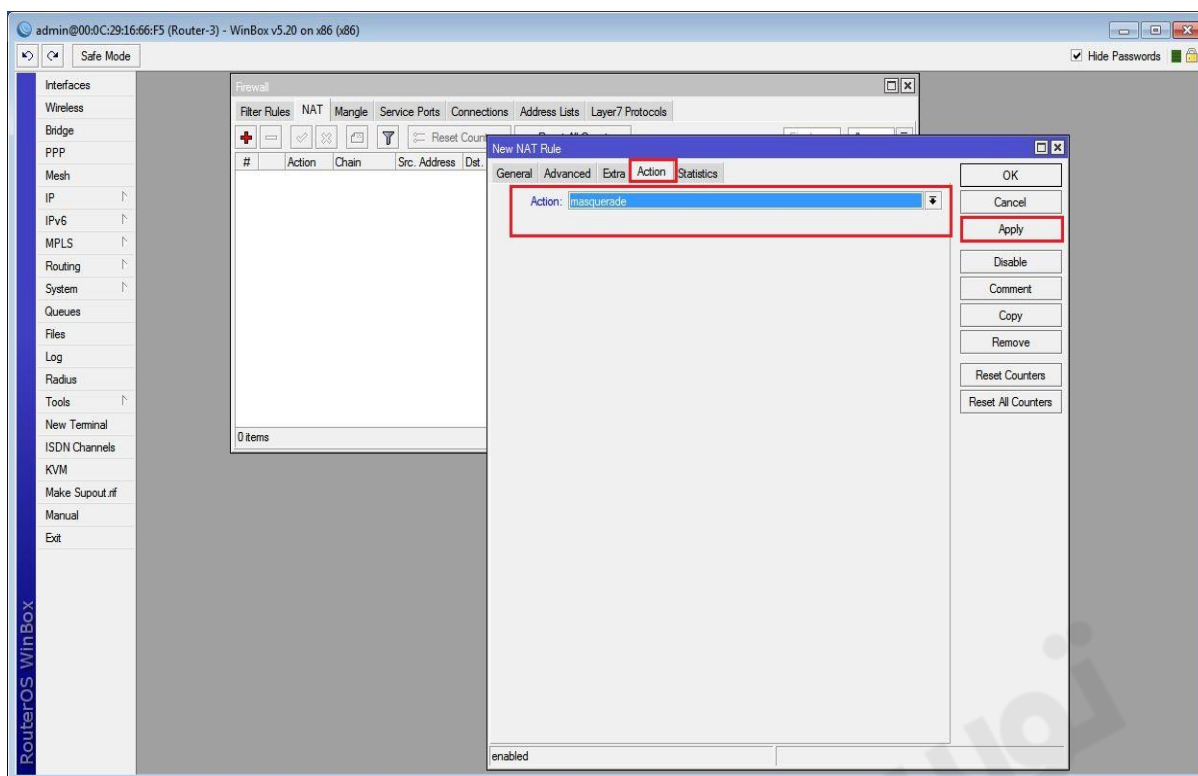 admin@00:0C:29:16:66:F5 (Router-3) - WinBox v5.20 on x86 (x86)
Safe Mode
Hide Passwords
Interfaces
Wireless
Bridge
PPP
Mesh
IP
IPv6
MPLS
Routing
System
Queues
Files
Log
Radius
Tools
New Terminal
ISDN Channels
KVM
Make Supout.rif
Manual
Exit
RouterOS WinBox
Firewall
Filter Rules NAT Mangle Service Ports Connections Address Lists Layer7 Protocols
# Action Chain Src. Address Dst.
0 items
New NAT Rule
General Advanced Extra Action Statistics
Action: masquerade
OK
Cancel
Apply
Disable
Comment
Copy
Remove
Reset Counters
Reset All Counters
enabled